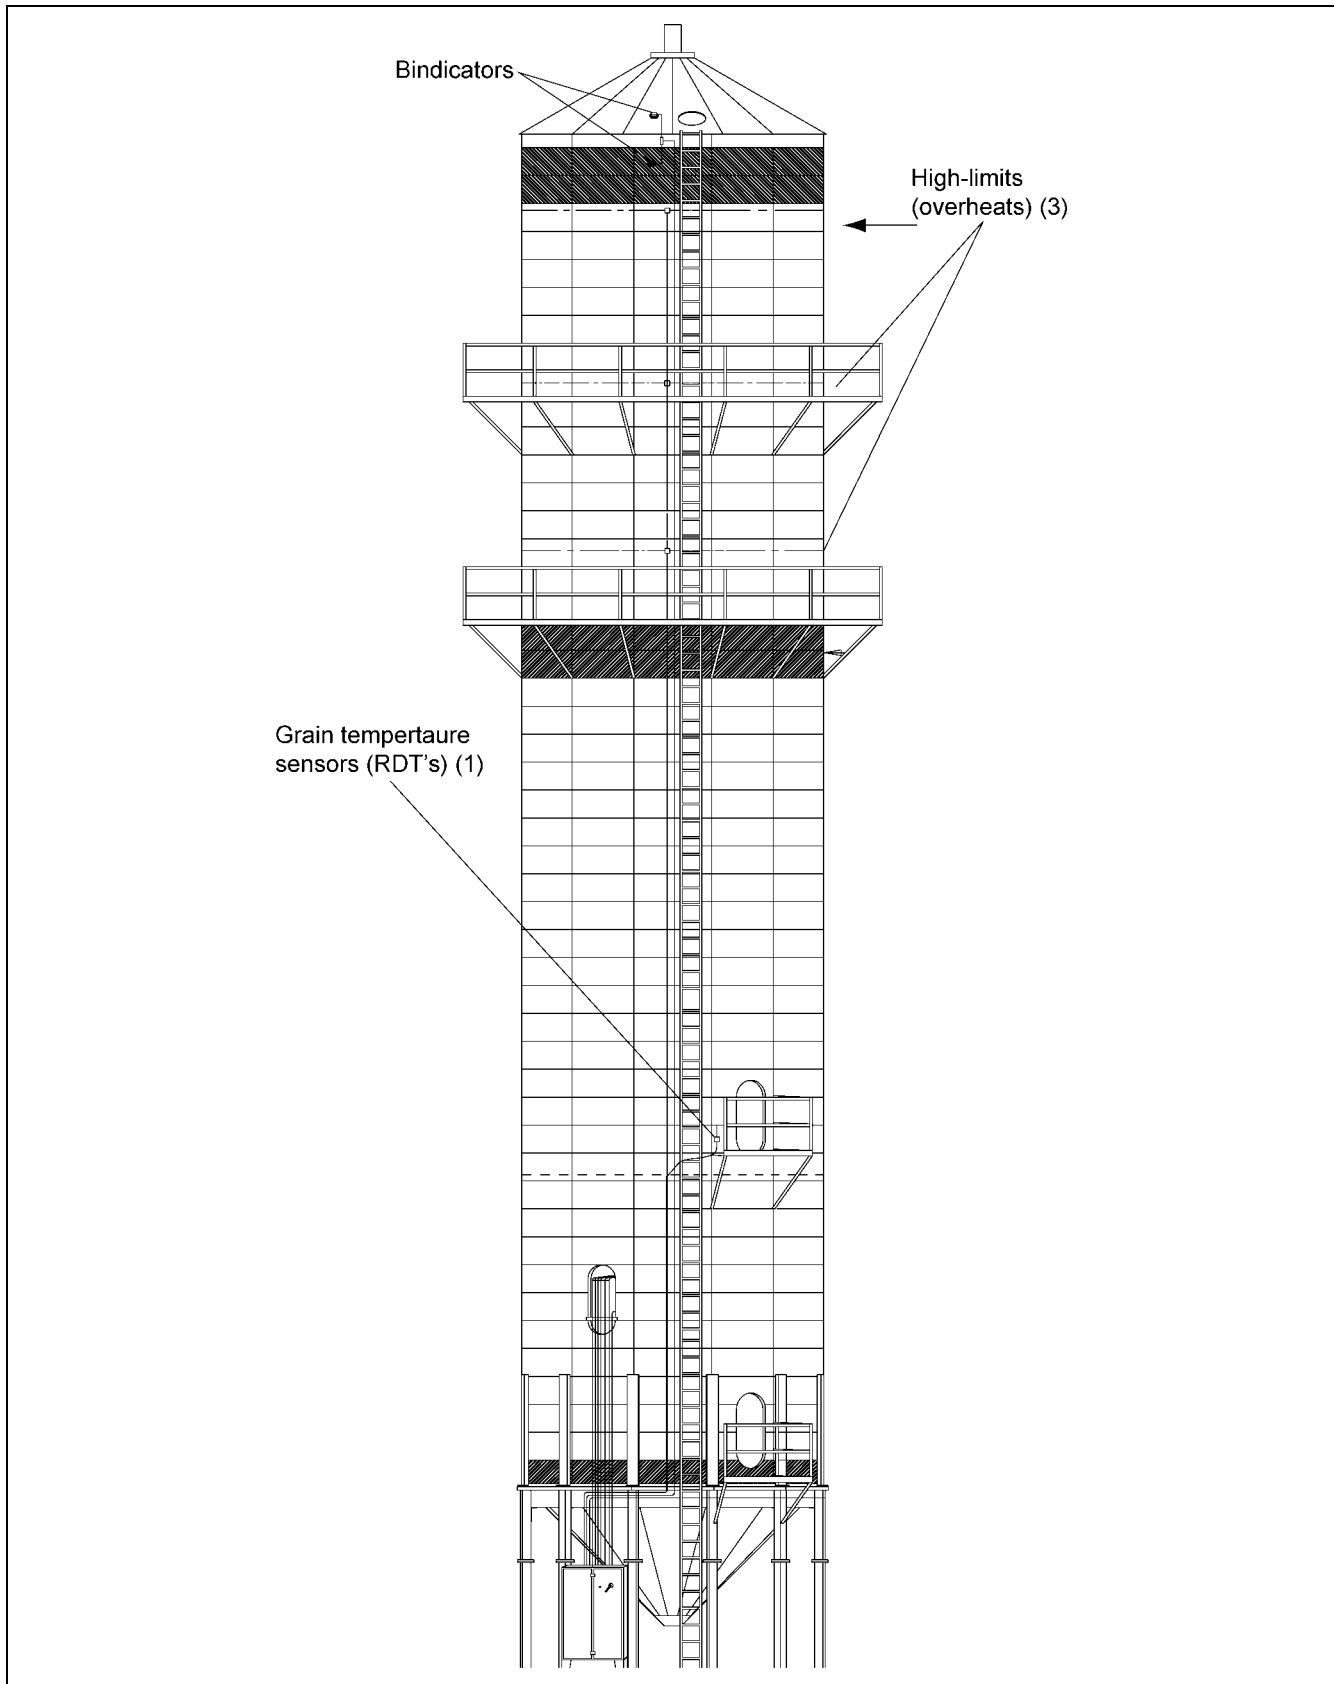 Bindicators
High-limits
(overheats) (3)
Grain tempertaure
sensors (RDT's) (1)